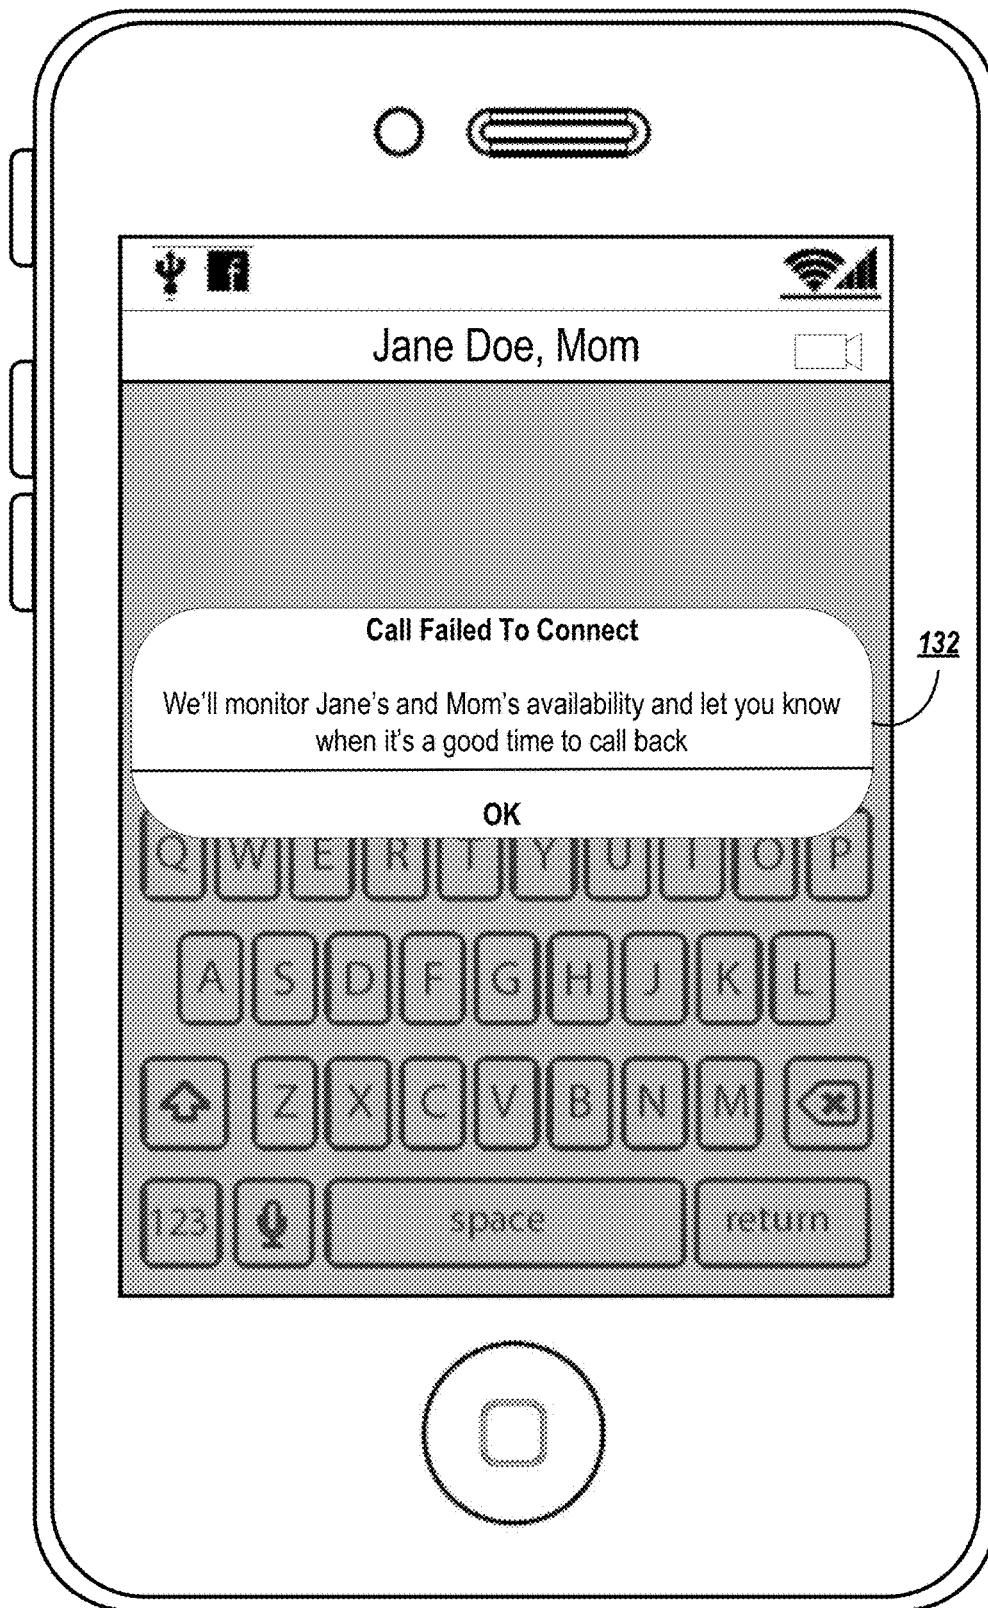 Jane Doe, Mom
Call Failed To Connect
132
We'll monitor Jane's and Mom's availability and let you know
when it's a good time to call back
OK
Q W E R T Y U I O P
A S D F G H J K L
Z X C V B N M
123 space return